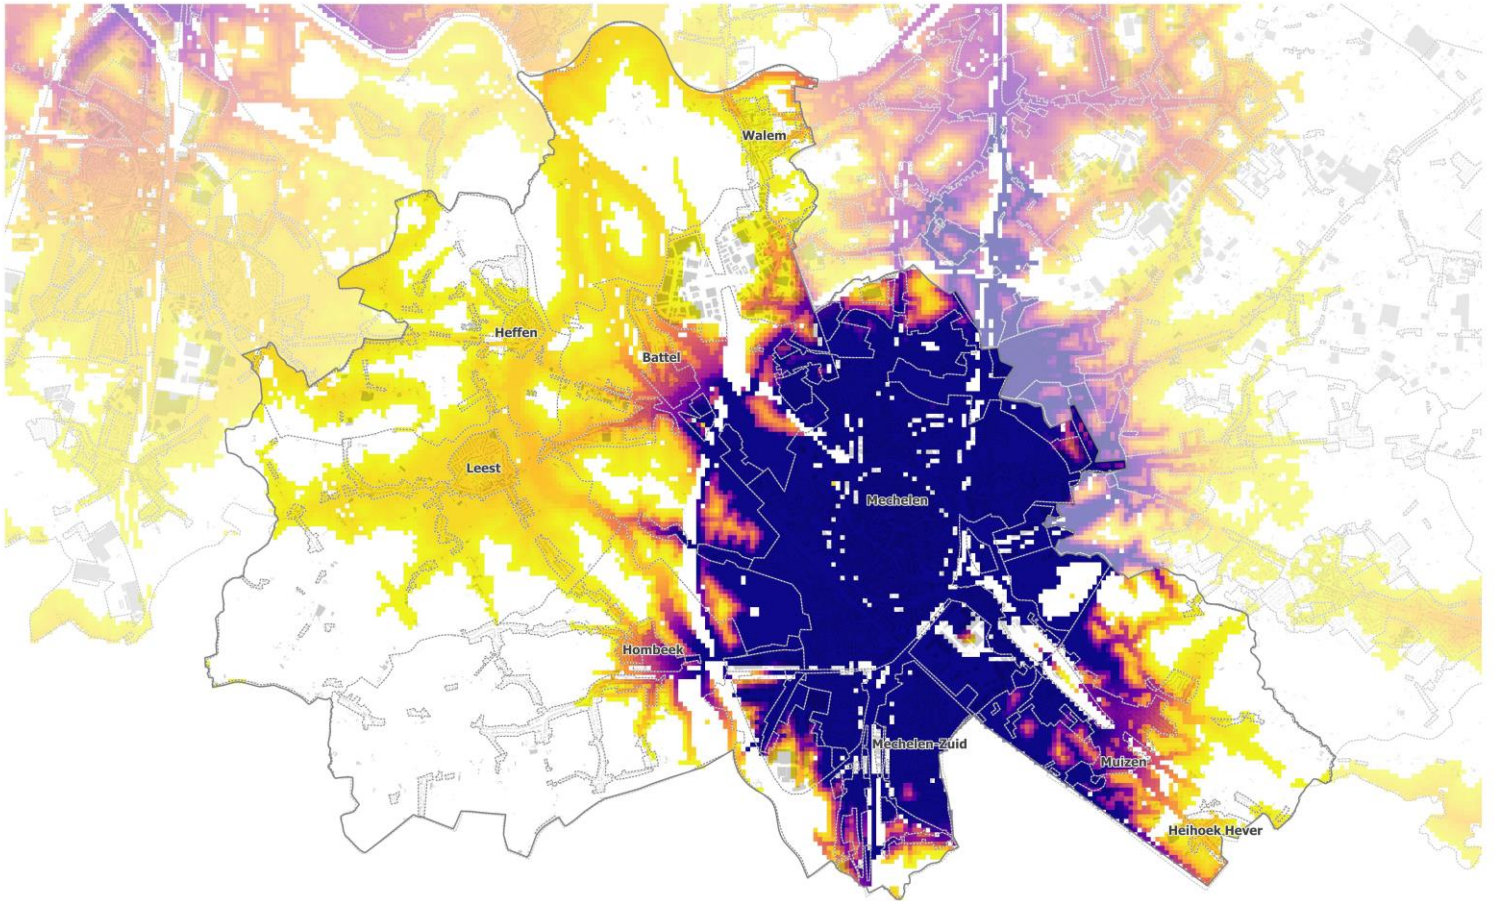 Walem
Heffen
Battel
Leest
Mechelen
Hombeek
Mechelen-Zuid
Muizen
Heihoek Hever